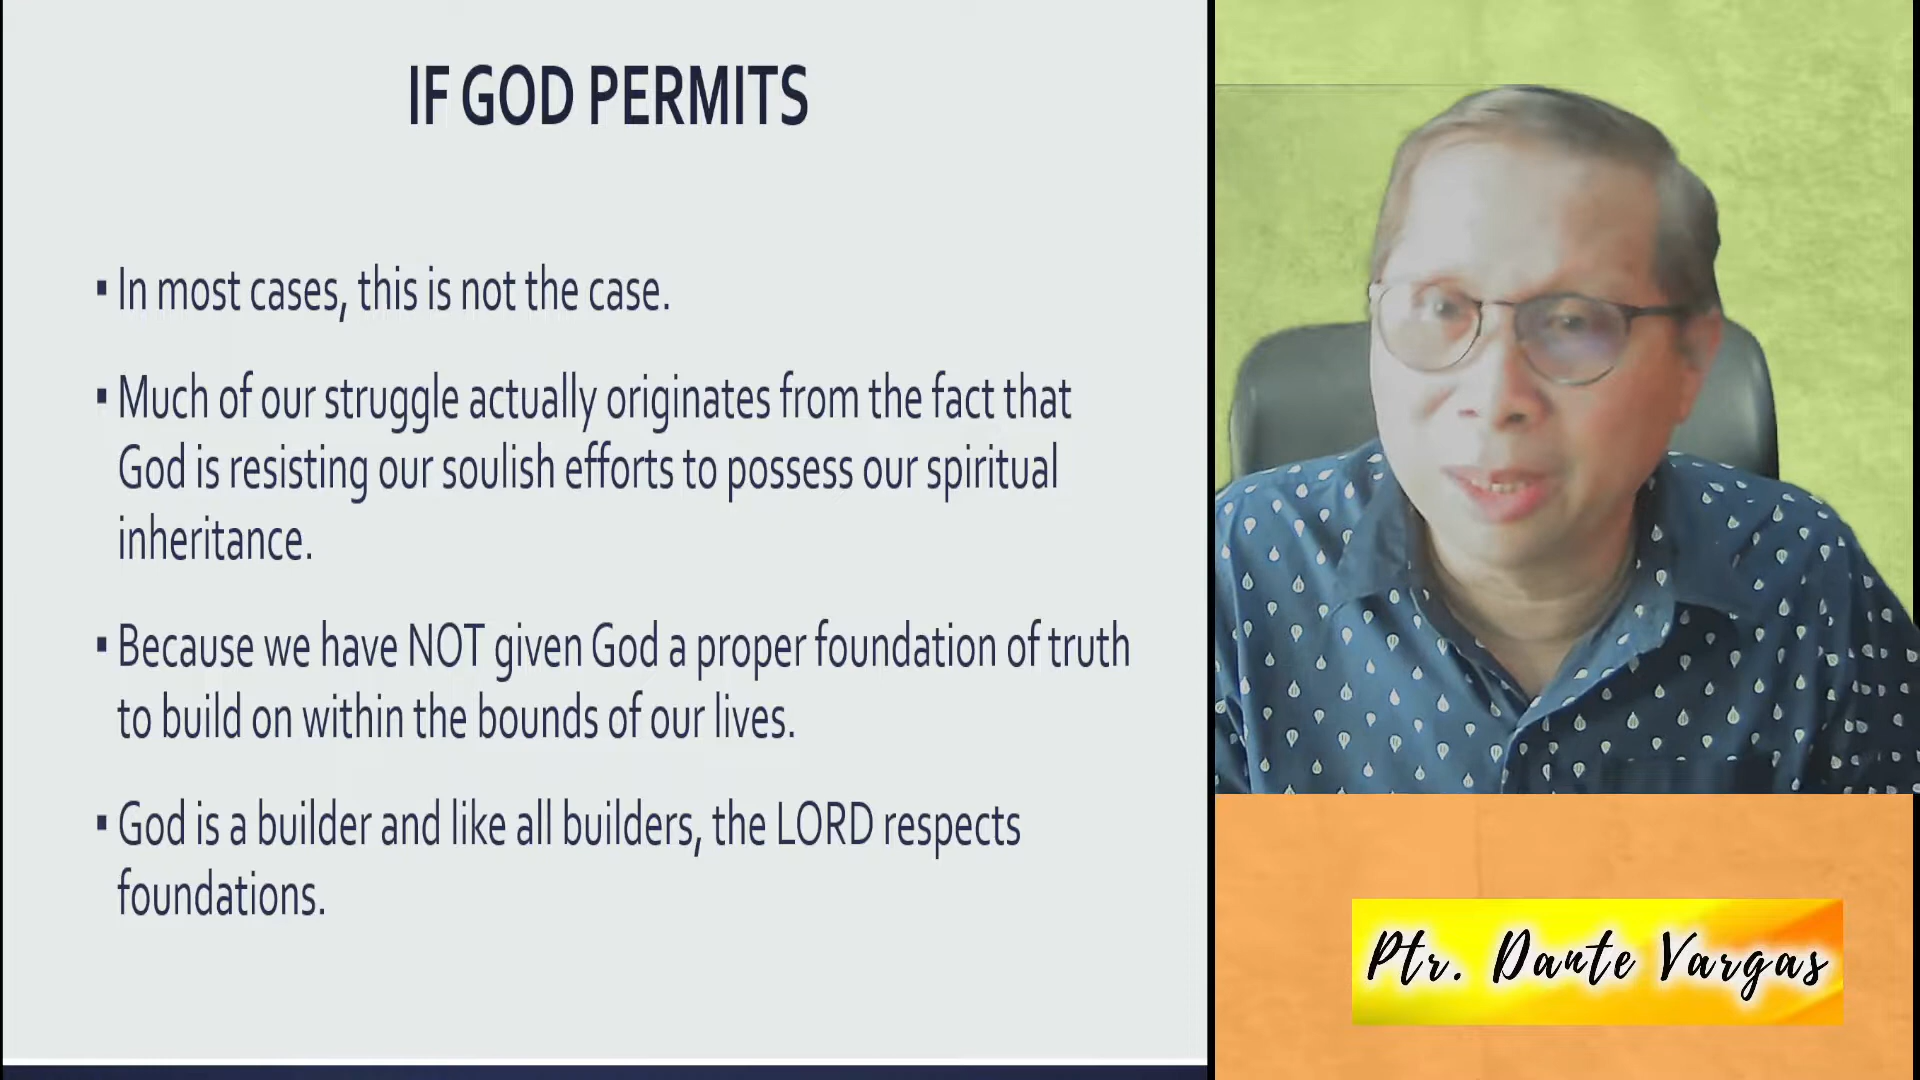 IF GOD PERMITS
▪ In most cases, this is not the case.
▪ Much of our struggle actually originates from the fact that
God is resisting our soulish efforts to possess our spiritual
inheritance.
▪ Because we have NOT given God a proper foundation of truth
to build on within the bounds of our lives.
▪ God is a builder and like all builders, the LORD respects
foundations.
Ptr. Dante Vargas